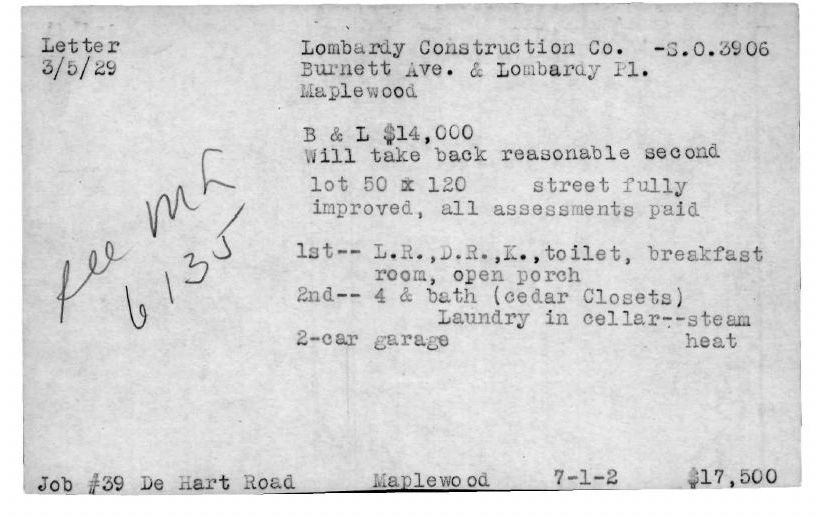 Letter
3/5/29
Lombardy Construction Co. -S.O.3906
Burnett Ave. & Lombardy Pl.
Maplewood
B & L $14,000
Will take back reasonable second
lot 50 x 120 street fully
improved, all assessments paid
1st-- L.R.,D.R.,K.,toilet, breakfast
room, open porch
2nd-- 4 & bath (cedar Closets)
Laundry in cellar--steam
2-car garage heat
see ML
6135
Job #39 De Hart Road Maplewood 7-1-2 $17,500